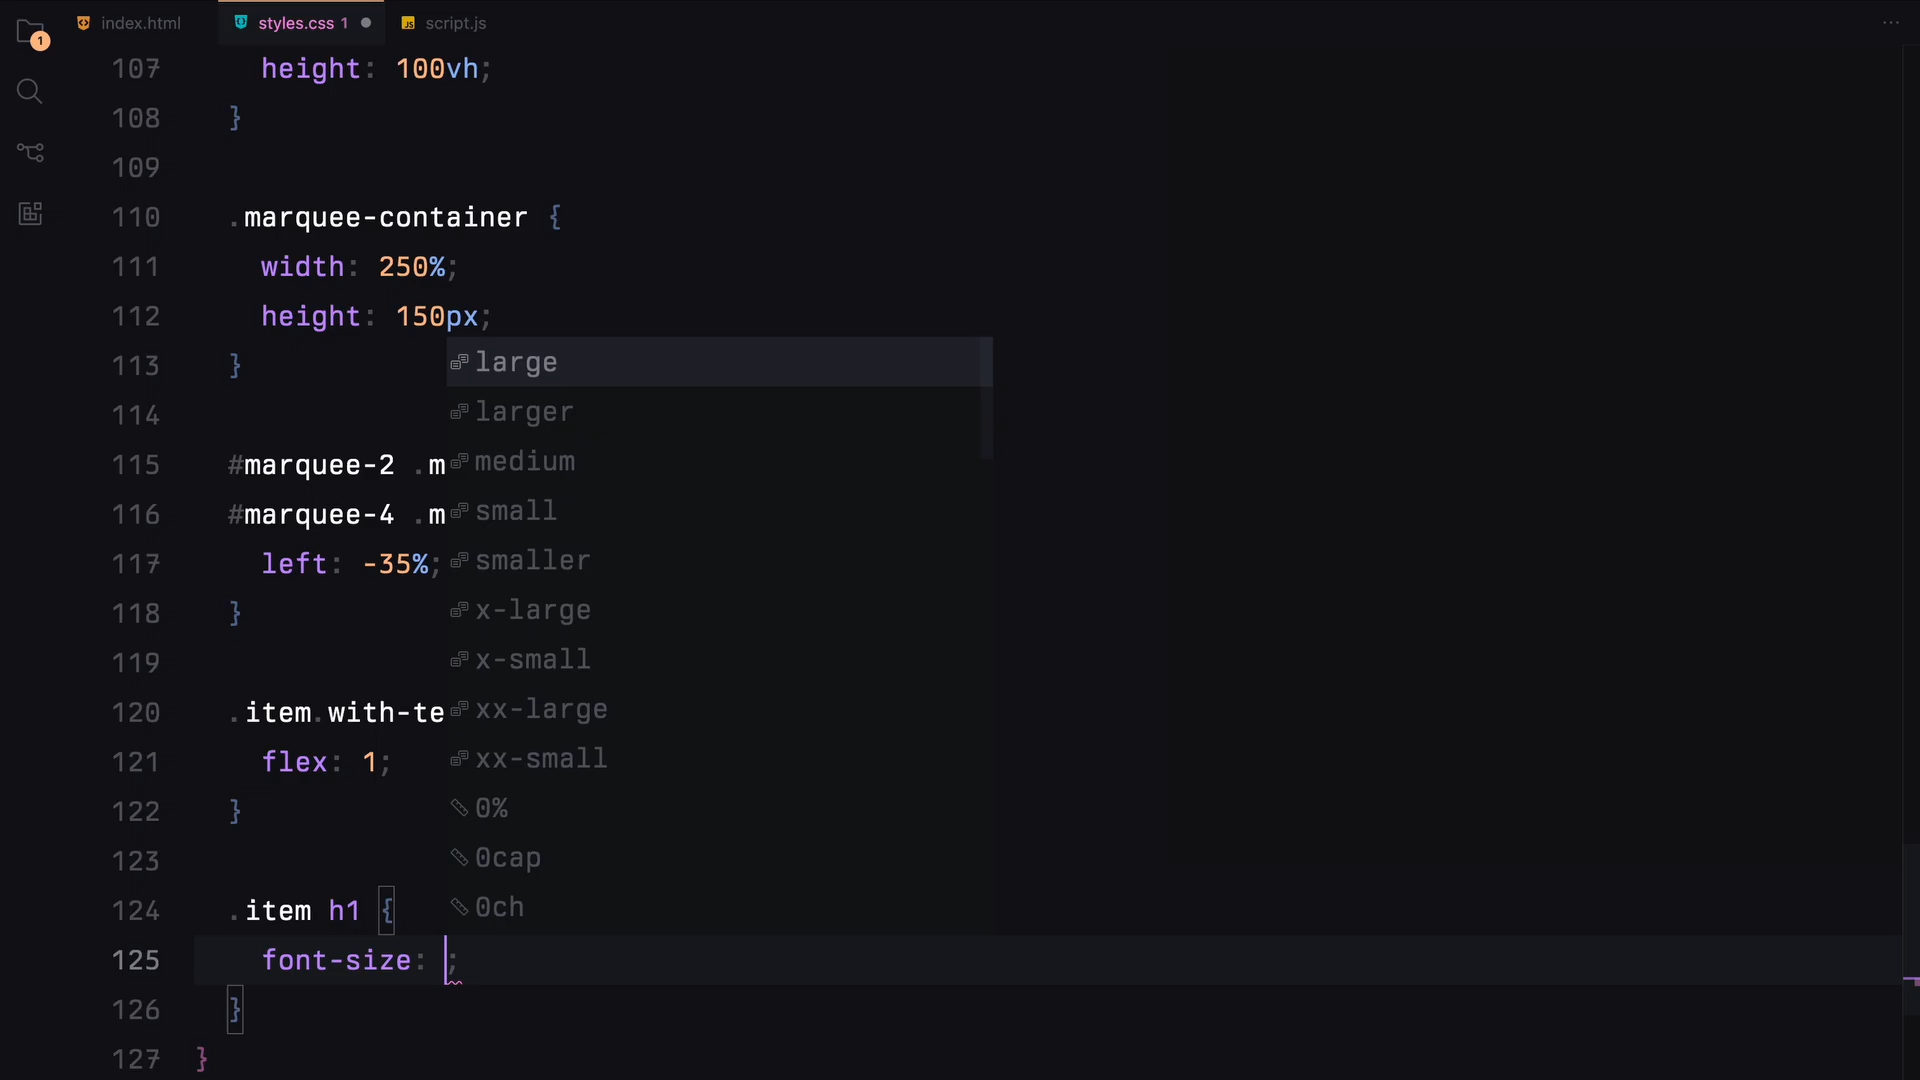 index.html
styles.css 1
script.js
1
107 height: 100vh;
108 }
109
110 .marquee-container {
111 width: 250%;
112 height: 150px;
113 }
114
115 #marquee-2 .m
116 #marquee-4 .m
117 left: -35%;
118 }
119
120 .item.with-te
121 flex: 1;
122 }
123
124 .item h1 {
125 font-size: ;
126 }
127 }
large
larger
medium
small
smaller
x-large
x-small
xx-large
xx-small
0%
0cap
0ch